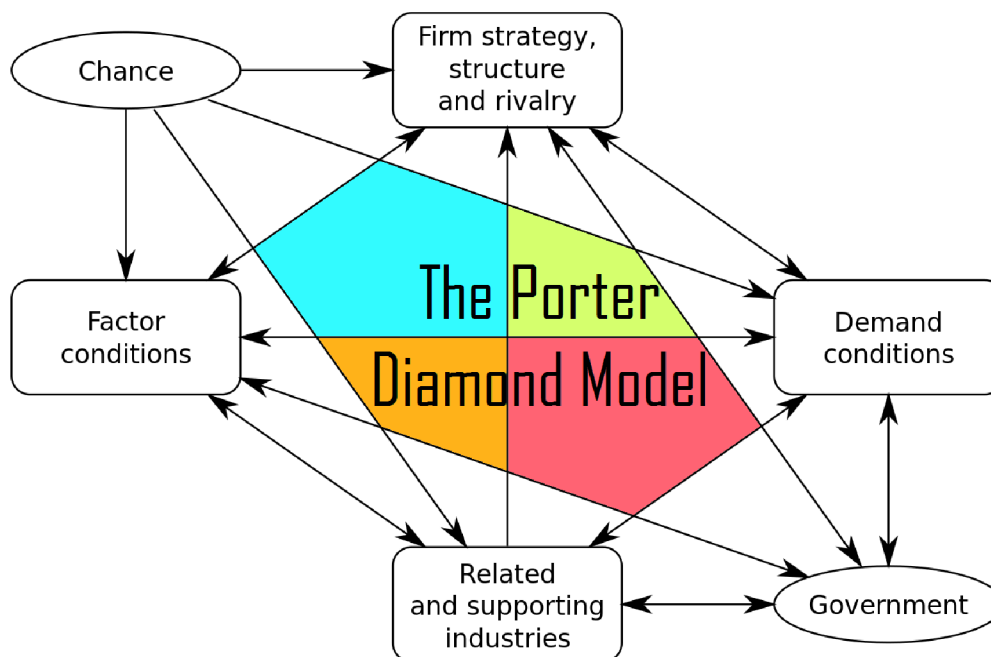 Chance
Firm strategy,
structure
and rivalry
The Porter
Diamond Model
Factor
conditions
Demand
conditions
Related
and supporting
industries
Government